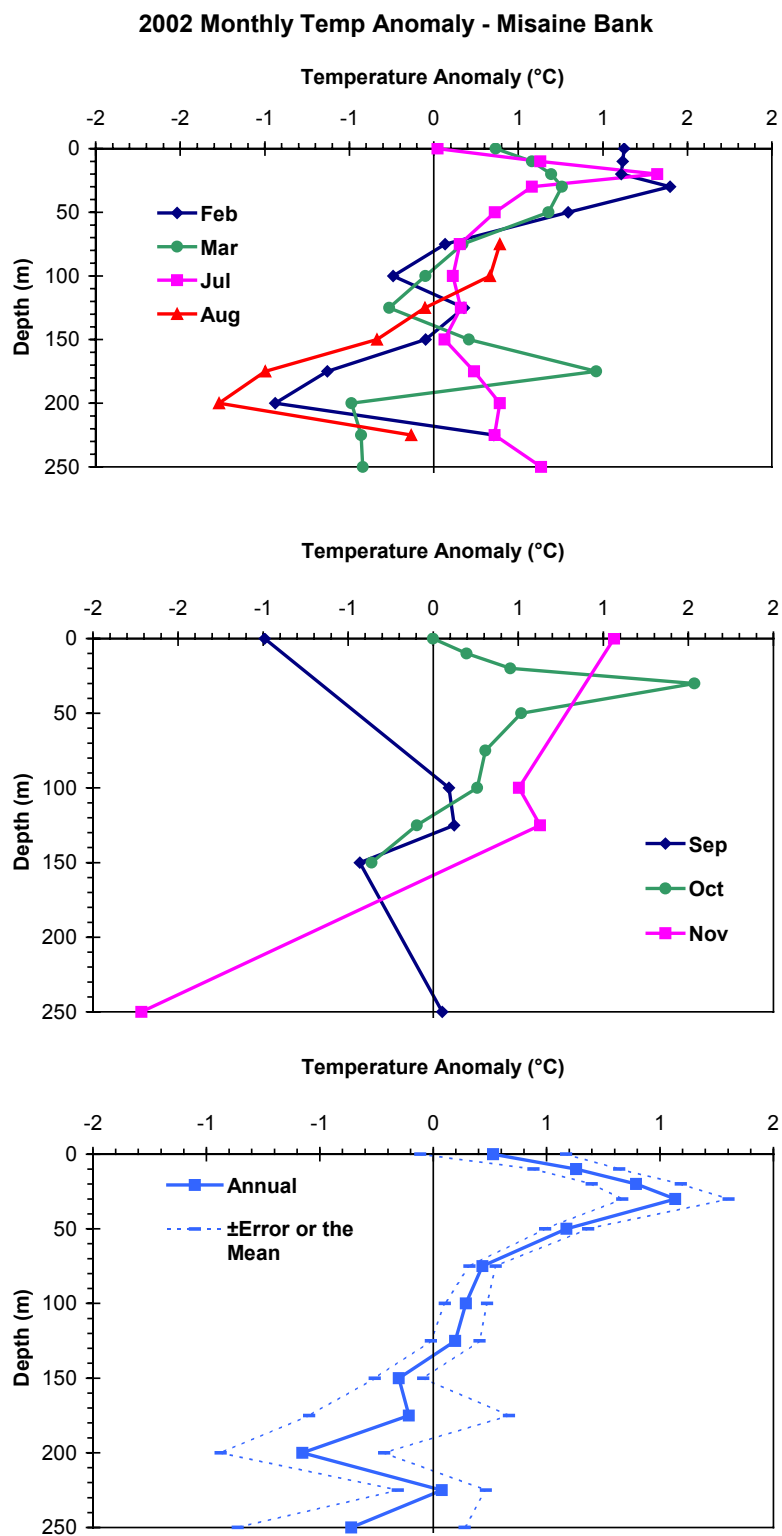 2002 Monthly Temp Anomaly - Misaine Bank
Temperature Anomaly (°C)
-2 -2 -1 -1 0 1 1 2 2
0
50
100
150
200
250
Depth (m)
Feb
Mar
Jul
Aug
Temperature Anomaly (°C)
-2 -2 -1 -1 0 1 1 2 2
0
50
100
150
200
250
Depth (m)
Sep
Oct
Nov
Temperature Anomaly (°C)
-2 -1 -1 0 1 1 2
0
50
100
150
200
250
Depth (m)
Annual
±Error or the
Mean